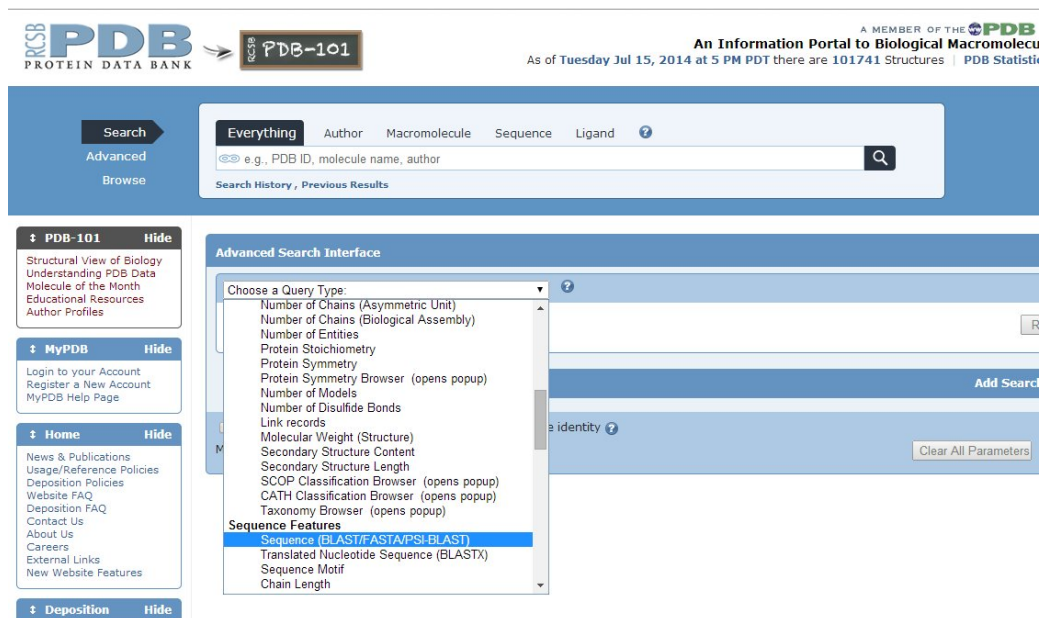 RCSB
PDB
PROTEIN DATA BANK
RCSB PDB-101
A MEMBER OF THE PDB
An Information Portal to Biological Macromolecu
As of Tuesday Jul 15, 2014 at 5 PM PDT there are 101741 Structures | PDB Statistic
Search
Advanced
Browse
Everything Author Macromolecule Sequence Ligand ?
e.g., PDB ID, molecule name, author
Search History , Previous Results
PDB-101 Hide
Structural View of Biology
Understanding PDB Data
Molecule of the Month
Educational Resources
Author Profiles
MyPDB Hide
Login to your Account
Register a New Account
MyPDB Help Page
Home Hide
News & Publications
Usage/Reference Policies
Deposition Policies
Website FAQ
Deposition FAQ
Contact Us
About Us
Careers
External Links
New Website Features
Deposition Hide
Advanced Search Interface
Choose a Query Type: ?
Number of Chains (Asymmetric Unit)
Number of Chains (Biological Assembly)
Number of Entities
Protein Stoichiometry
Protein Symmetry
Protein Symmetry Browser (opens popup)
Number of Models
Number of Disulfide Bonds
Link records
Molecular Weight (Structure)
Secondary Structure Content
Secondary Structure Length
SCOP Classification Browser (opens popup)
CATH Classification Browser (opens popup)
Taxonomy Browser (opens popup)
Sequence Features
Sequence (BLAST/FASTA/PSI-BLAST)
Translated Nucleotide Sequence (BLASTX)
Sequence Motif
Chain Length
R
Add Search
e identity ?
M
Clear All Parameters